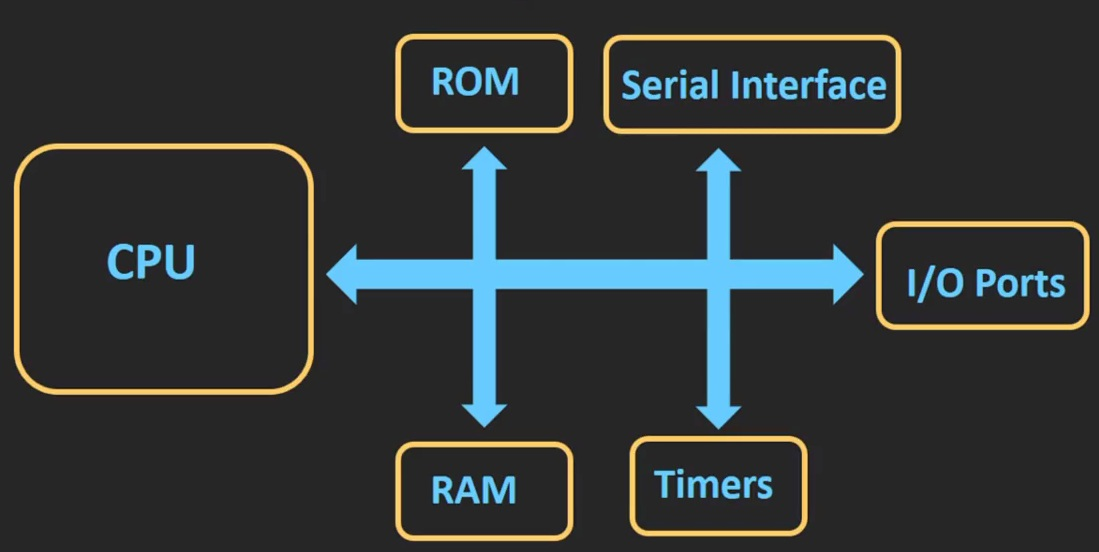 ROM
Serial Interface
CPU
I/O Ports
RAM
Timers